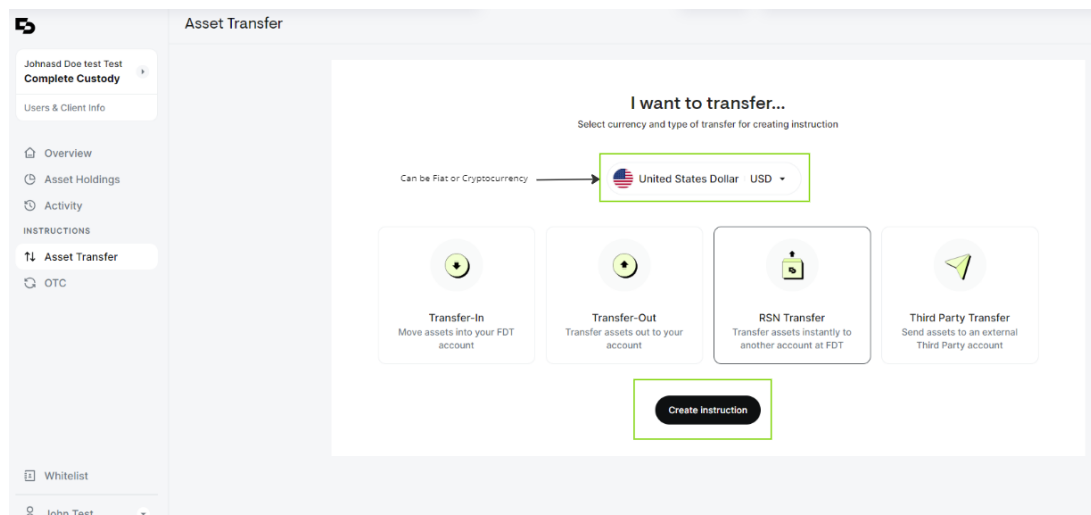 Asset Transfer
Johnasd Doe test Test
Complete Custody
Users & Client Info
Overview
Asset Holdings
Activity
INSTRUCTIONS
Asset Transfer
OTC
Whitelist
John Test
I want to transfer...
Select currency and type of transfer for creating instruction
Can be Fiat or Cryptocurrency
United States Dollar USD
Transfer-In
Move assets into your FDT
account
Transfer-Out
Transfer assets out to your
account
RSN Transfer
Transfer assets instantly to
another account at FDT
Third Party Transfer
Send assets to an external
Third Party account
Create instruction